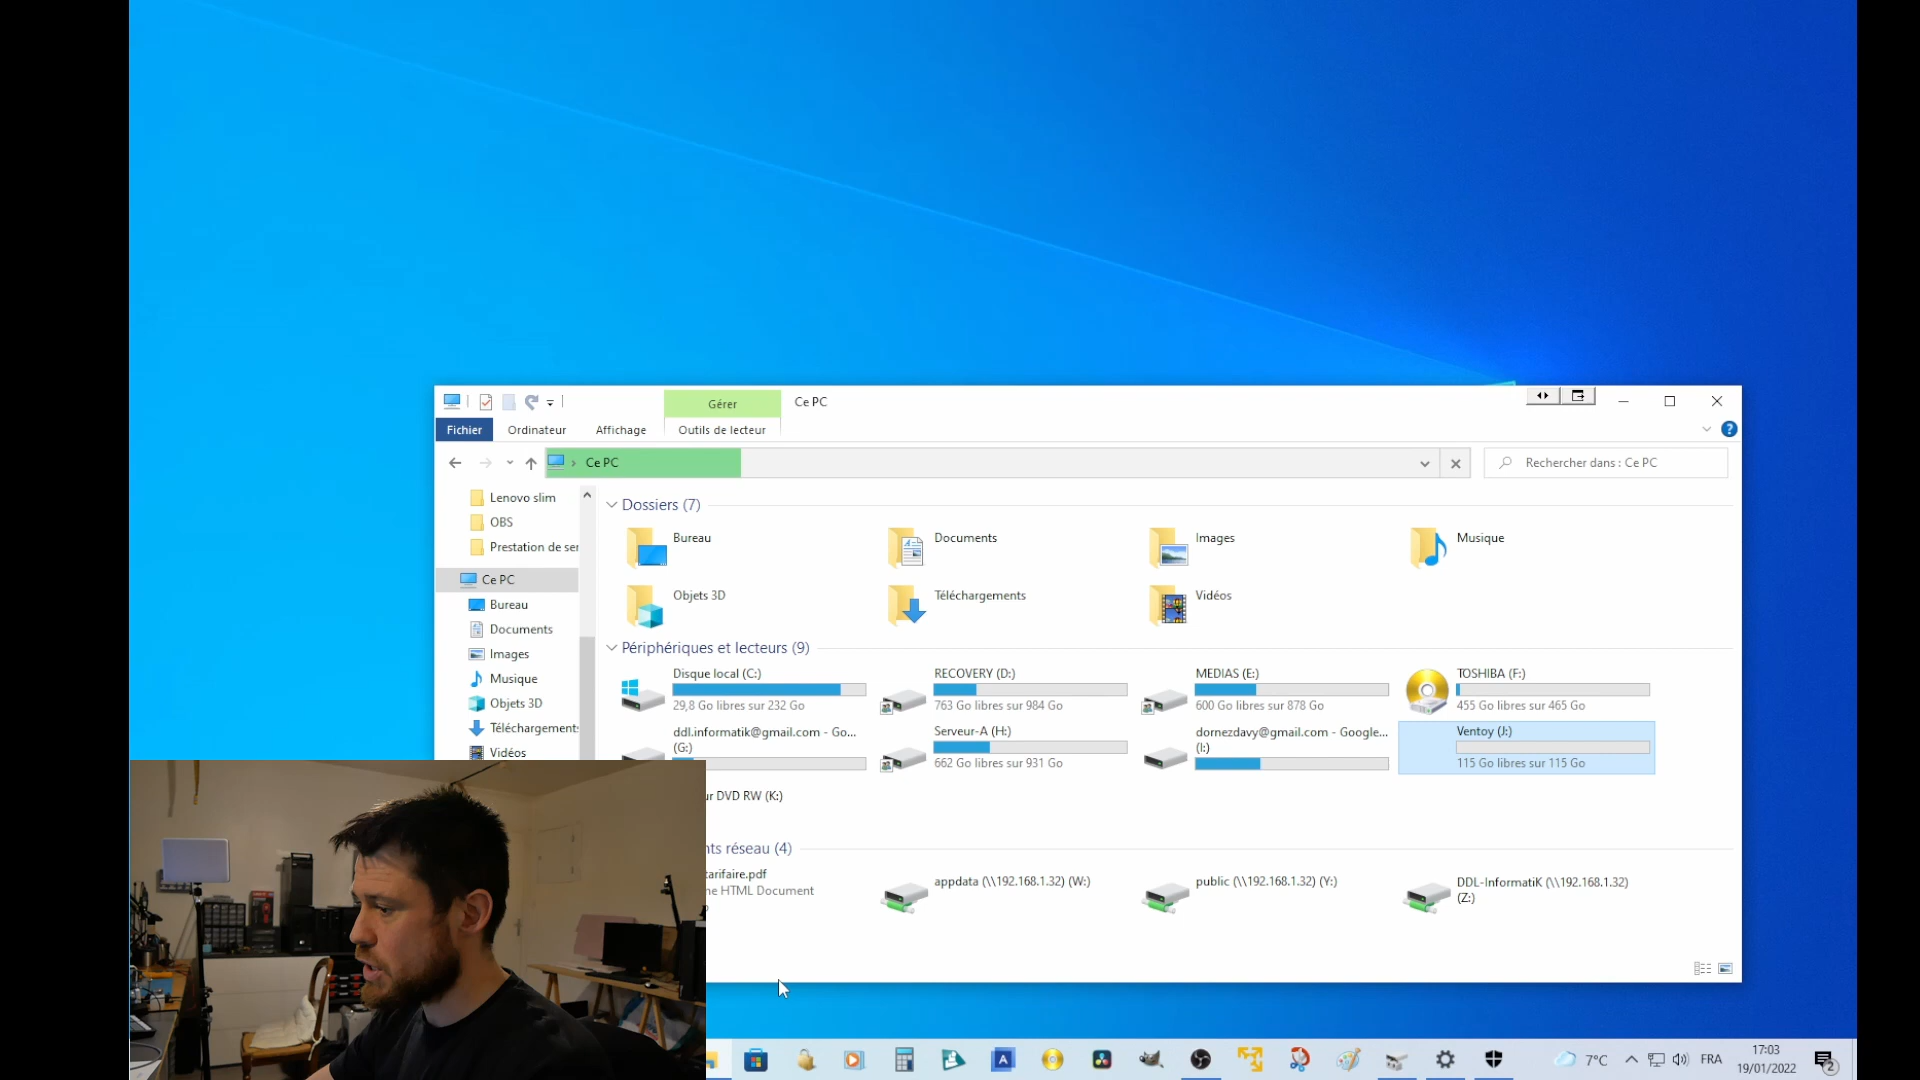 Gérer
Ce PC
Fichier
Ordinateur
Affichage
Outils de lecteur
Ce PC
Rechercher dans : Ce PC
Lenovo slim
OBS
Prestation de ser
Ce PC
Bureau
Documents
Images
Musique
Objets 3D
Téléchargements
Vidéos
Dossiers (7)
Bureau
Documents
Images
Musique
Objets 3D
Téléchargements
Vidéos
Périphériques et lecteurs (9)
Disque local (C:)
29,8 Go libres sur 232 Go
RECOVERY (D:)
763 Go libres sur 984 Go
MEDIAS (E:)
600 Go libres sur 878 Go
TOSHIBA (F:)
455 Go libres sur 465 Go
ddl.informatik@gmail.com - Go...
(G:)
Serveur-A (H:)
662 Go libres sur 931 Go
dornezdavy@gmail.com - Google...
(I:)
Ventoy (J:)
115 Go libres sur 115 Go
ur DVD RW (K:)
nts réseau (4)
tarifaire.pdf
me HTML Document
appdata (\\192.168.1.32) (W:)
public (\\192.168.1.32) (Y:)
DDL-InformatiK (\\192.168.1.32)
(Z:)
7°C
FRA
17:03
19/01/2022
2